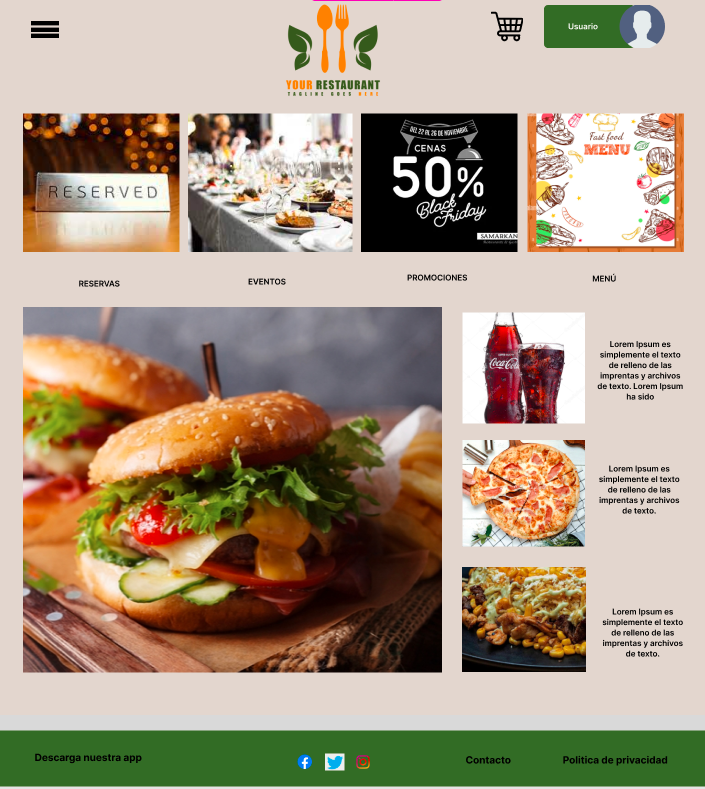 Usuario
YOUR RESTAURANT
TAGLINE GOES HERE
RESERVED
DEL 22 AL 26 DE NOVIEMBRE
CENAS
50%
Black
Friday
SAMARKAN
Fast food
MENU
RESERVAS
EVENTOS
PROMOCIONES
MENÚ
Coca-Cola
Lorem Ipsum es
simplemente el texto
de relleno de las
imprentas y archivos
de texto. Lorem Ipsum
ha sido
Lorem Ipsum es
simplemente el texto
de relleno de las
imprentas y archivos
de texto.
Lorem Ipsum es
simplemente el texto
de relleno de las
imprentas y archivos
de texto.
Descarga nuestra app
Contacto
Politica de privacidad